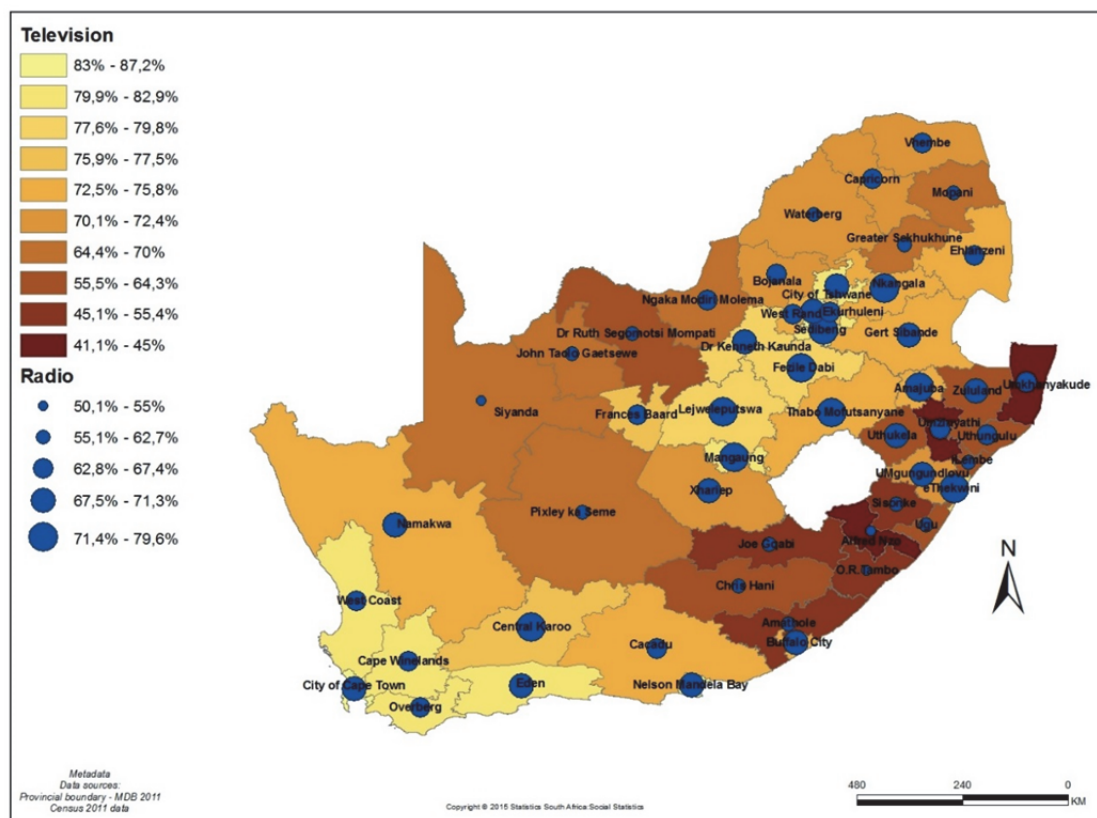 Television
83% - 87,2%
79,9% - 82,9%
77,6% - 79,8%
75,9% - 77,5%
72,5% - 75,8%
70,1% - 72,4%
64,4% - 70%
55,5% - 64,3%
45,1% - 55,4%
41,1% - 45%
Radio
50,1% - 55%
55,1% - 62,7%
62,8% - 67,4%
67,5% - 71,3%
71,4% - 79,6%
Vhembe
Capricorn
Mopani
Waterberg
Greater Sekhukhune
Ehlanzeni
Bojanala
City of Tshwane
Nkangala
Ngaka Modiri Molema
West Rand
Ekurhuleni
Sedibeng
Gert Sibande
Dr Ruth Segomotsi Mompati
Dr Kenneth Kaunda
John Taolo Gaetsewe
Fezile Dabi
Siyanda
Frances Baard
Lejweleputswa
Thabo Mofutsanyane
Amajuba
Zululand
Umkhanyakude
Umzinyathi
Uthukela
Uthungulu
Mangaung
iLembe
UMgungundlovu
eThekwini
Xhariep
Pixley ka Seme
Sisonke
Ugu
Namakwa
Joe Gqabi
Alfred Nzo
O.R.Tambo
Chris Hani
West Coast
Central Karoo
Amathole
Buffalo City
Cacadu
Cape Winelands
City of Cape Town
Eden
Nelson Mandela Bay
Overberg
N
Metadata
Data sources:
Provincial boundary - MDB 2011
Census 2011 data
Copyright © 2015 Statistics South Africa:Social Statistics
480 240 0
KM